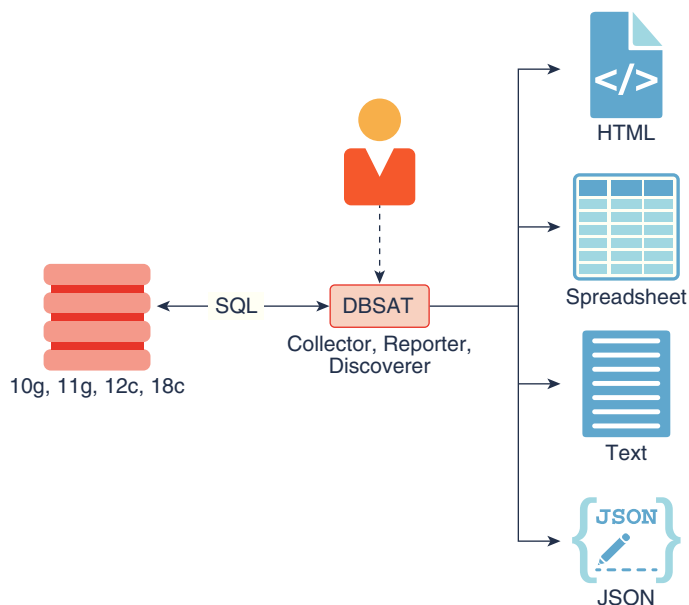 </>
HTML
Spreadsheet
SQL
DBSAT
Collector, Reporter,
Discoverer
10g, 11g, 12c, 18c
Text
JSON
JSON